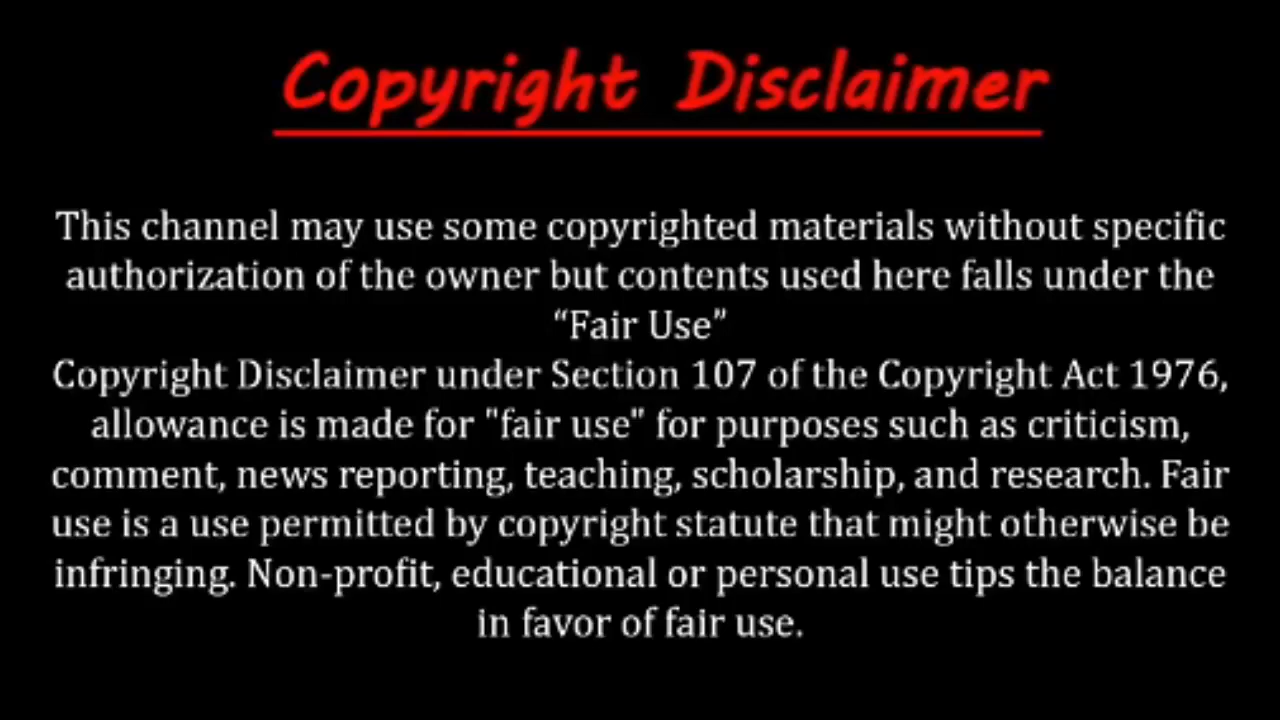 Copyright Disclaimer
This channel may use some copyrighted materials without specific
authorization of the owner but contents used here falls under the
“Fair Use”
Copyright Disclaimer under Section 107 of the Copyright Act 1976,
allowance is made for "fair use" for purposes such as criticism,
comment, news reporting, teaching, scholarship, and research. Fair
use is a use permitted by copyright statute that might otherwise be
infringing. Non-profit, educational or personal use tips the balance
in favor of fair use.